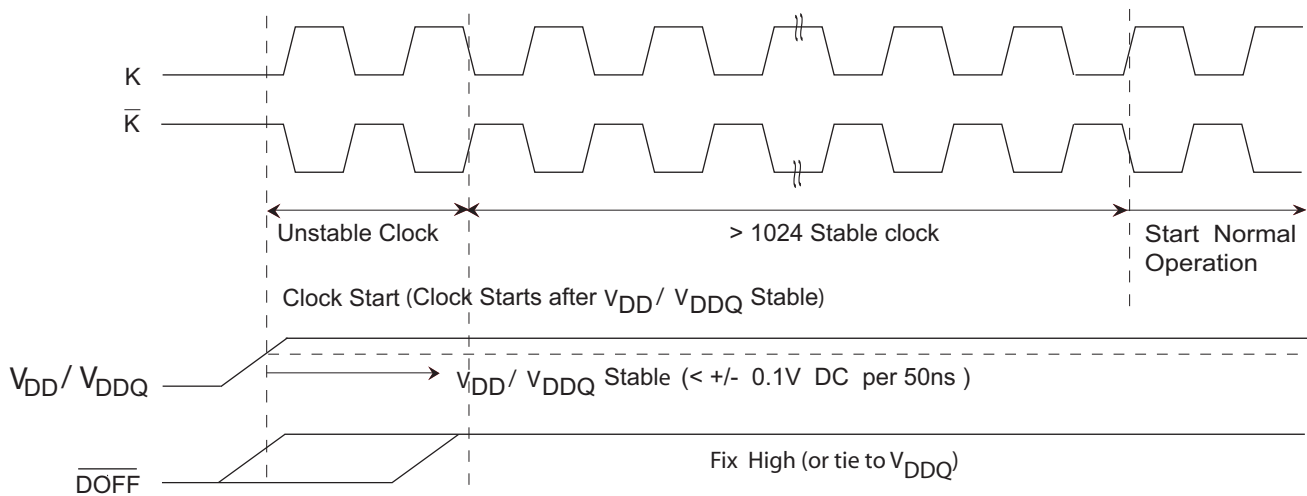 K
K̅
Unstable Clock
> 1024 Stable clock
Start Normal
Operation
Clock Start (Clock Starts after VDD / VDDQ Stable)
VDD / VDDQ
VDD / VDDQ Stable (< +/- 0.1V DC per 50ns )
D̅O̅F̅F̅
Fix High (or tie to VDDQ)